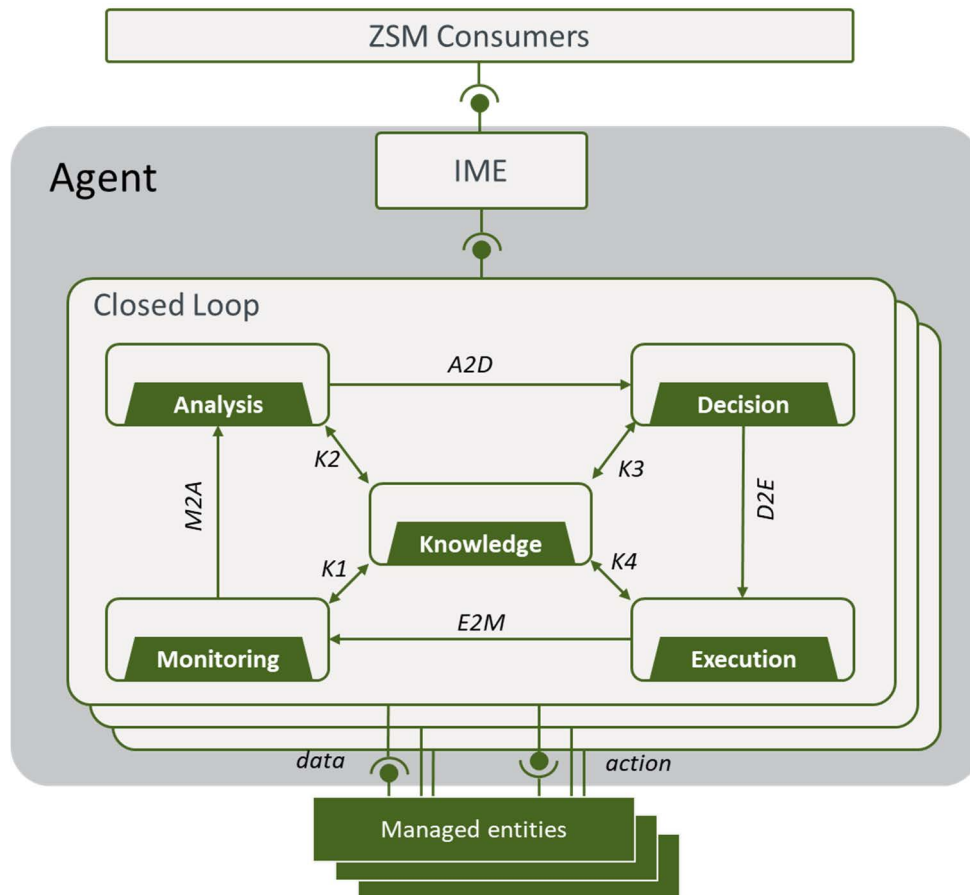 ZSM Consumers
Agent
IME
Closed Loop
A2D
Analysis
Decision
K2
K3
M2A
D2E
Knowledge
K1
K4
E2M
Monitoring
Execution
data
action
Managed entities